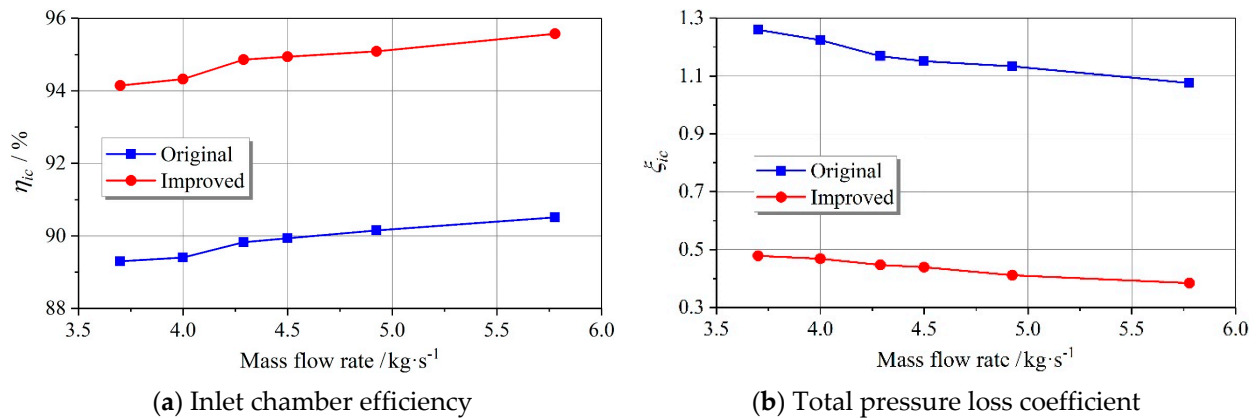 96
94
92
90
88
η_ic / %
Original
Improved
3.5 4.0 4.5 5.0 5.5 6.0
Mass flow rate /kg·s⁻¹
(a) Inlet chamber efficiency
1.3
1.1
0.9
0.7
0.5
0.3
ξ_ic
Original
Improved
3.5 4.0 4.5 5.0 5.5 6.0
Mass flow rate /kg·s⁻¹
(b) Total pressure loss coefficient